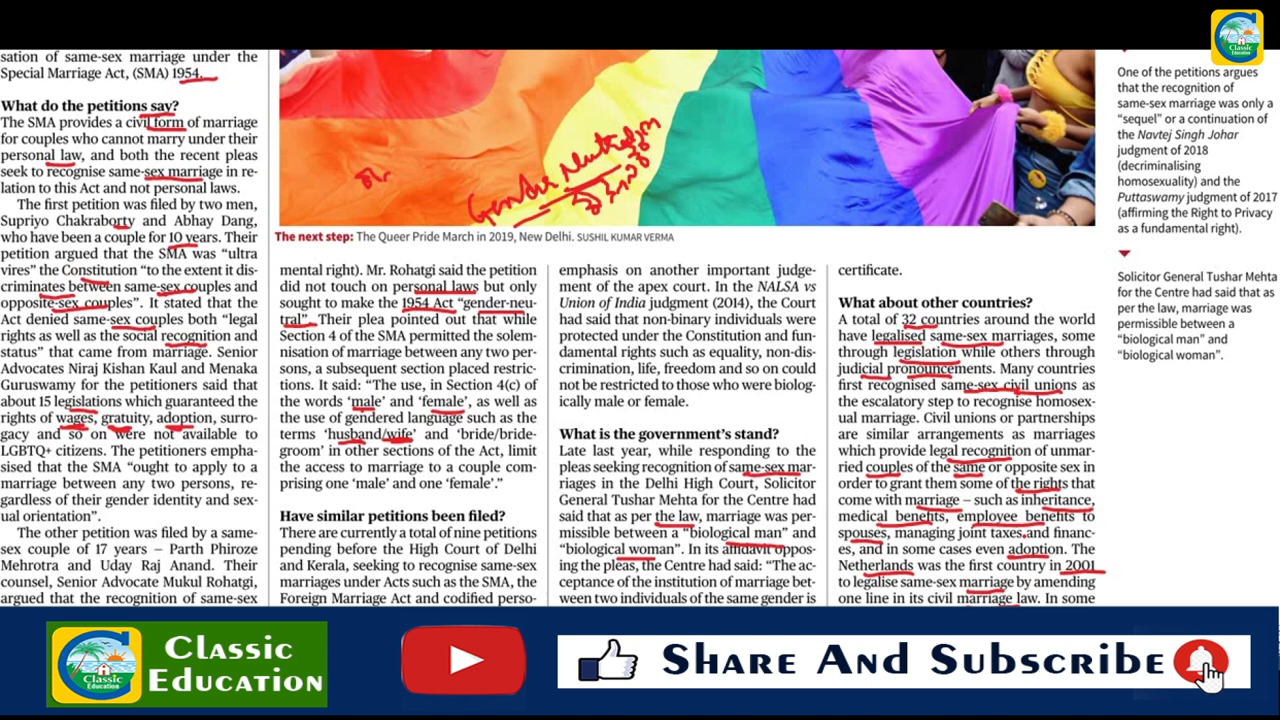 Classic
Education
sation of same-sex marriage under the
Special Marriage Act, (SMA) 1954.
What do the petitions say?
The SMA provides a civil form of marriage
for couples who cannot marry under their
personal law, and both the recent pleas
seek to recognise same-sex marriage in re-
lation to this Act and not personal laws.
The first petition was filed by two men,
Supriyo Chakraborty and Abhay Dang,
who have been a couple for 10 years. Their
petition argued that the SMA was “ultra
vires” the Constitution “to the extent it dis-
criminates between same-sex couples and
opposite-sex couples”. It stated that the
Act denied same-sex couples both “legal
rights as well as the social recognition and
status” that came from marriage. Senior
Advocates Niraj Kishan Kaul and Menaka
Guruswamy for the petitioners said that
about 15 legislations which guaranteed the
rights of wages, gratuity, adoption, surro-
gacy and so on were not available to
LGBTQ+ citizens. The petitioners empha-
sised that the SMA “ought to apply to a
marriage between any two persons,
regardless of their gender identity and sex-
ual orientation”.
The other petition was filed by a same-
sex couple of 17 years – Parth Phiroze
Mehrotra and Uday Raj Anand. Their
counsel, Senior Advocate Mukul Rohatgi,
argued that the recognition of same-sex
Gender Neutral
The next step: The Queer Pride March in 2019, New Delhi. SUSHIL KUMAR VERMA
mental right). Mr. Rohatgi said the petition
did not touch on personal laws but only
sought to make the 1954 Act “gender-neu-
tral”. Their plea pointed out that while
Section 4 of the SMA permitted the solem-
nisation of marriage between any two per-
sons, a subsequent section placed restric-
tions. It said: “The use, in Section 4(c) of
the words ‘male’ and ‘female’, as well as
the use of gendered language such as the
terms ‘husband/wife’ and ‘bride/bride-
groom’ in other sections of the Act, limit
the access to marriage to a couple com-
prising one ‘male’ and one ‘female’.”
Have similar petitions been filed?
There are currently a total of nine petitions
pending before the High Court of Delhi
and Kerala, seeking to recognise same-sex
marriages under Acts such as the SMA, the
Foreign Marriage Act and codified perso-
emphasis on another important judge-
ment of the apex court. In the NALSA vs
Union of India judgment (2014), the Court
had said that non-binary individuals were
protected under the Constitution and fun-
damental rights such as equality, non-dis-
crimination, life, freedom and so on could
not be restricted to those who were biolog-
ically male or female.
What is the government’s stand?
Late last year, while responding to the
pleas seeking recognition of same-sex mar-
riages in the Delhi High Court, Solicitor
General Tushar Mehta for the Centre had
said that as per the law, marriage was per-
missible between a “biological man” and
“biological woman”. In its affidavit oppos-
ing the pleas, the Centre had said: “The ac-
ceptance of the institution of marriage bet-
ween two individuals of the same gender is
certificate.
What about other countries?
A total of 32 countries around the world
have legalised same-sex marriages, some
through legislation while others through
judicial pronouncements. Many countries
first recognised same-sex civil unions as
the escalatory step to recognise homosex-
ual marriage. Civil unions or partnerships
are similar arrangements as marriages
which provide legal recognition of unmar-
ried couples of the same or opposite sex in
order to grant them some of the rights that
come with marriage – such as inheritance,
medical benefits, employee benefits to
spouses, managing joint taxes and financ-
es, and in some cases even adoption. The
Netherlands was the first country in 2001
to legalise same-sex marriage by amending
one line in its civil marriage law. In some
One of the petitions argues
that the recognition of
same-sex marriage was only a
“sequel” or a continuation of
the Navtej Singh Johar
judgment of 2018
(decriminalising
homosexuality) and the
Puttaswamy judgment of 2017
(affirming the Right to Privacy
as a fundamental right).
Solicitor General Tushar Mehta
for the Centre had said that as
per the law, marriage was
permissible between a
“biological man” and
“biological woman”.
Classic
Education
Classic
Education
Share And Subscribe